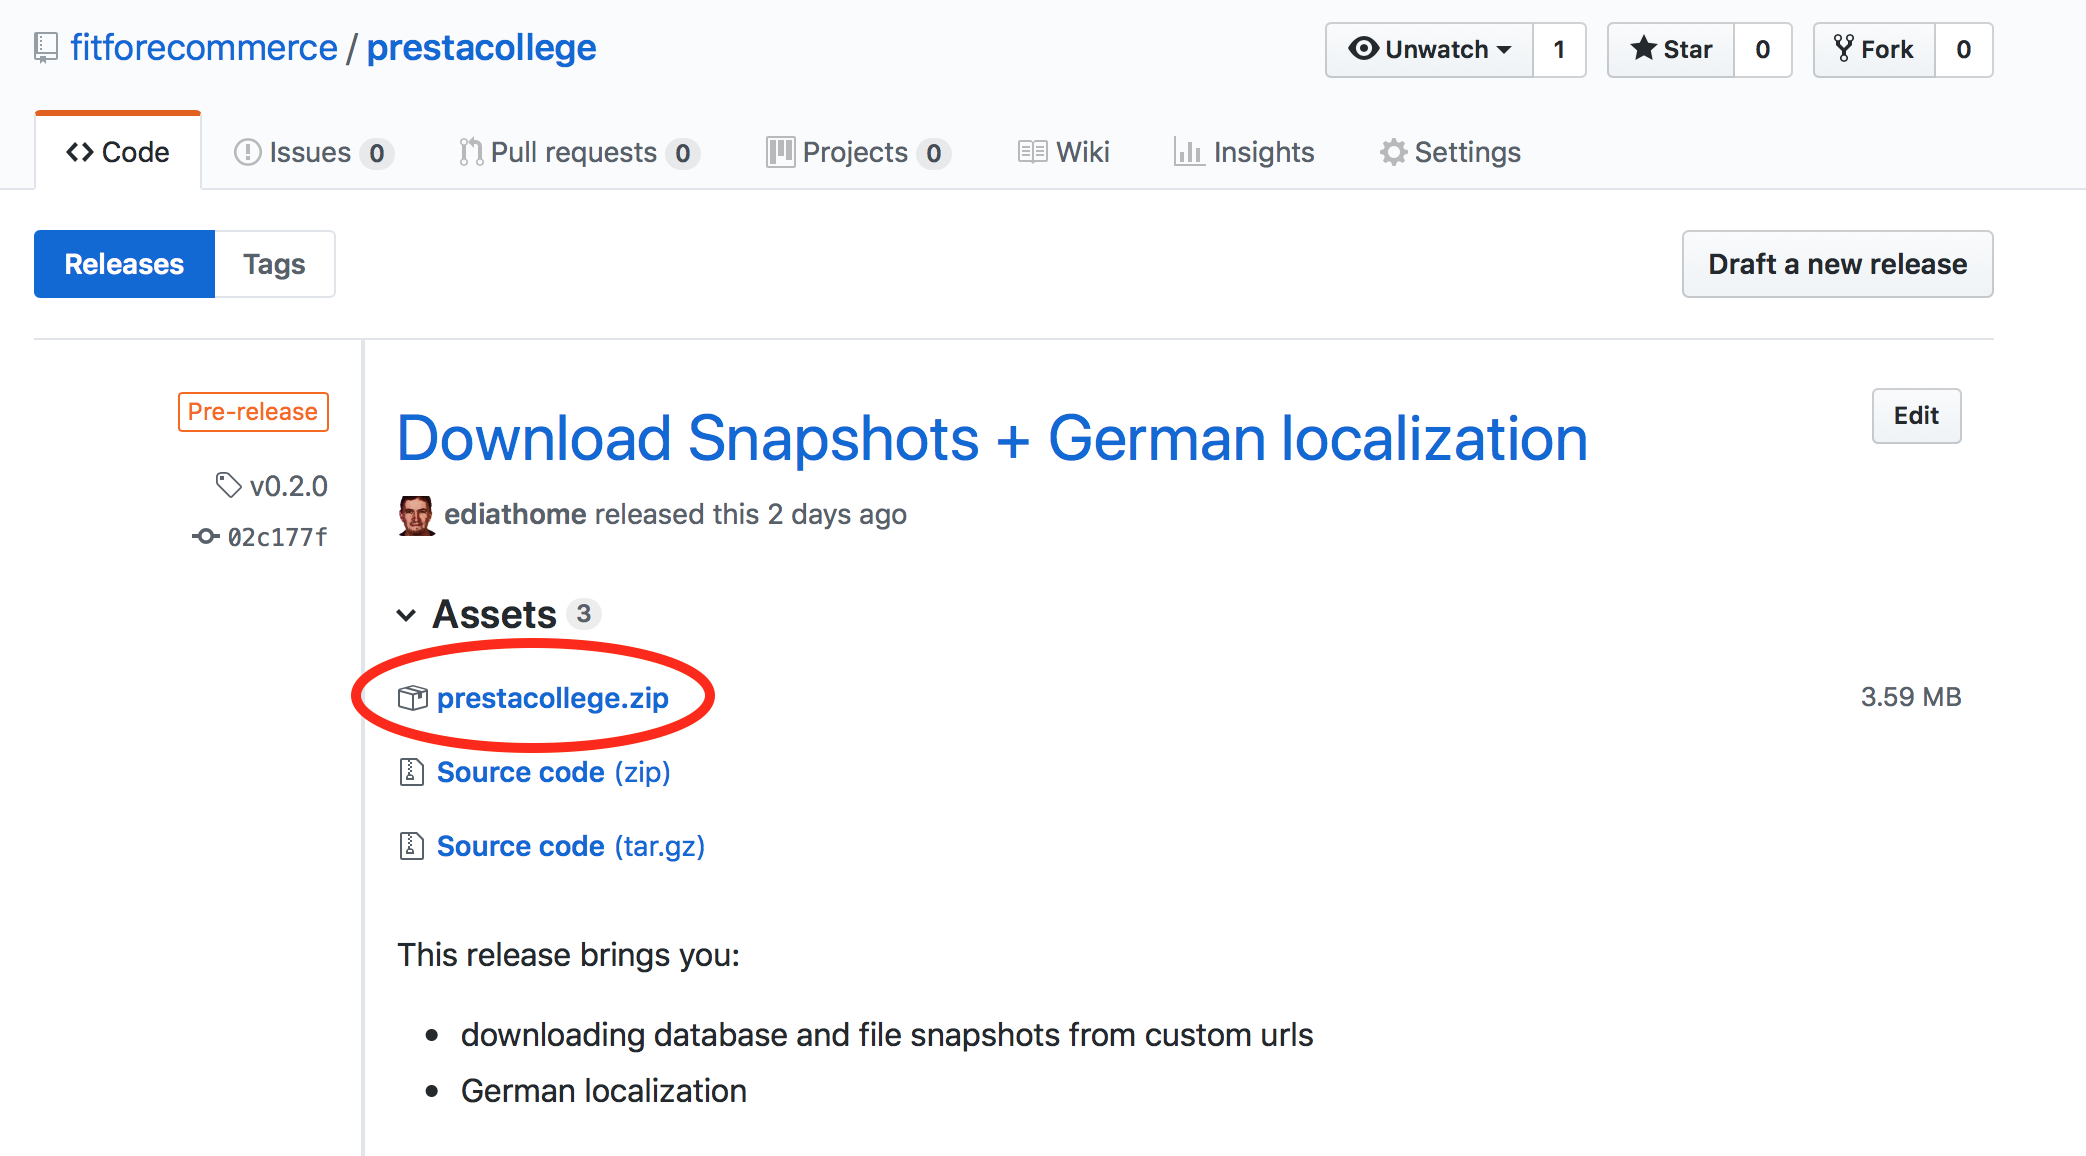 fitforecommerce / prestacollege
Unwatch 1 Star 0 Fork 0
Code Issues 0 Pull requests 0 Projects 0 Wiki Insights Settings
Releases Tags Draft a new release
Pre-release
v0.2.0
02c177f
Download Snapshots + German localization
Edit
ediathome released this 2 days ago
Assets 3
prestacollege.zip 3.59 MB
Source code (zip)
Source code (tar.gz)
This release brings you:
• downloading database and file snapshots from custom urls
• German localization